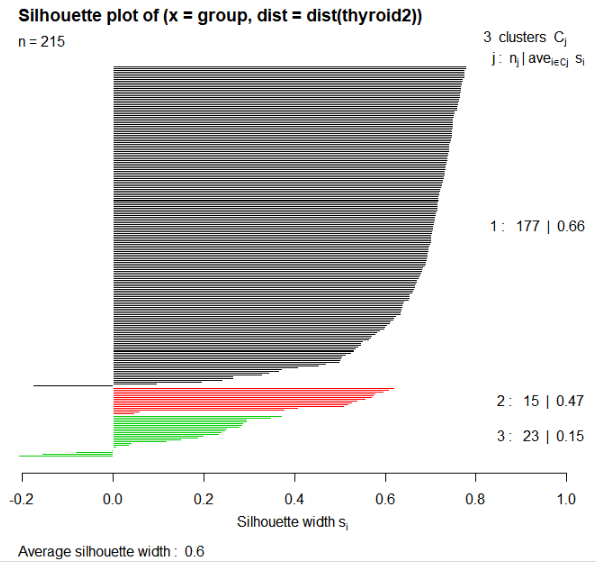 Silhouette plot of (x = group, dist = dist(thyroid2))
n = 215
3 clusters Cj
j : nj | avei∈Cj si
1 : 177 | 0.66
2 : 15 | 0.47
3 : 23 | 0.15
-0.2 0.0 0.2 0.4 0.6 0.8 1.0
Silhouette width si
Average silhouette width : 0.6